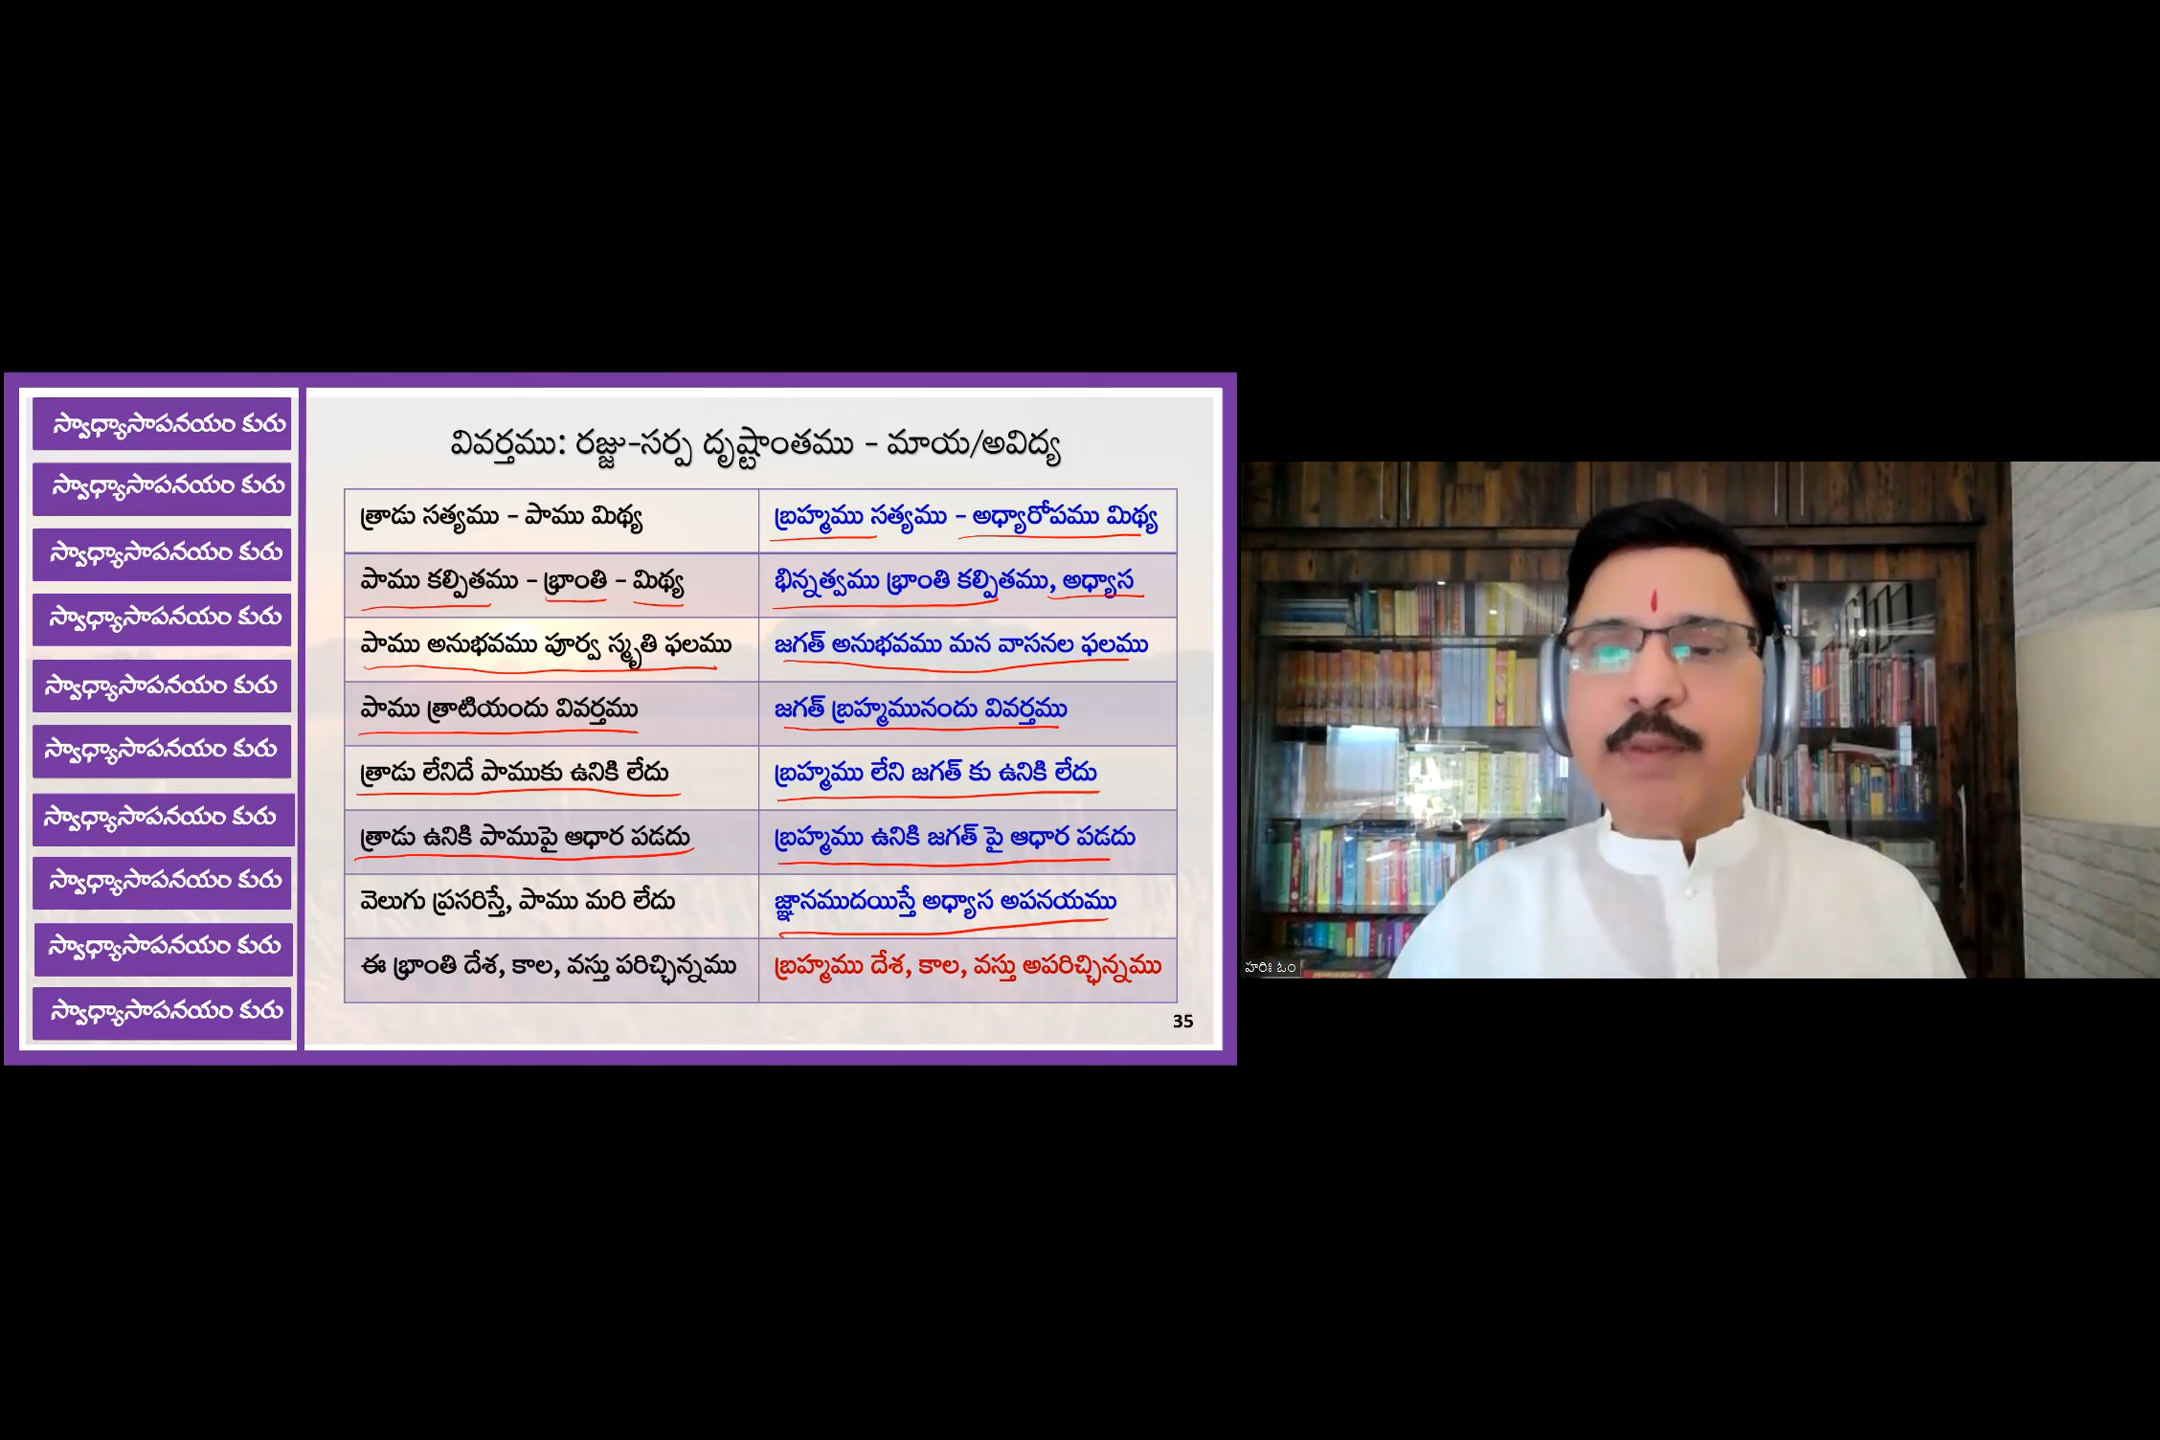 స్వాధ్యాసాపనయం కురు
స్వాధ్యాసాపనయం కురు
స్వాధ్యాసాపనయం కురు
స్వాధ్యాసాపనయం కురు
స్వాధ్యాసాపనయం కురు
స్వాధ్యాసాపనయం కురు
స్వాధ్యాసాపనయం కురు
స్వాధ్యాసాపనయం కురు
స్వాధ్యాసాపనయం కురు
స్వాధ్యాసాపనయం కురు
వివర్తము: రజ్జు-సర్ప దృష్టాంతము - మాయ/అవిద్య
త్రాడు సత్యము - పాము మిథ్య
బ్రహ్మము సత్యము - అధ్యారోపము మిథ్య
పాము కల్పితము - భ్రాంతి - మిథ్య
భిన్నత్వము భ్రాంతి కల్పితము, అధ్యాస
పాము అనుభవము పూర్వ స్మృతి ఫలము
జగత్ అనుభవము మన వాసనల ఫలము
పాము త్రాటియందు వివర్తము
జగత్ బ్రహ్మమునందు వివర్తము
త్రాడు లేనిదే పాముకు ఉనికి లేదు
బ్రహ్మము లేని జగత్ కు ఉనికి లేదు
త్రాడు ఉనికి పాముపై ఆధార పడదు
బ్రహ్మము ఉనికి జగత్ పై ఆధార పడదు
వెలుగు ప్రసరిస్తే, పాము మరి లేదు
జ్ఞానముదయిస్తే అధ్యాస అపనయము
ఈ భ్రాంతి దేశ, కాల, వస్తు పరిచ్ఛిన్నము
బ్రహ్మము దేశ, కాల, వస్తు అపరిచ్ఛిన్నము
35
హరిః ఓం